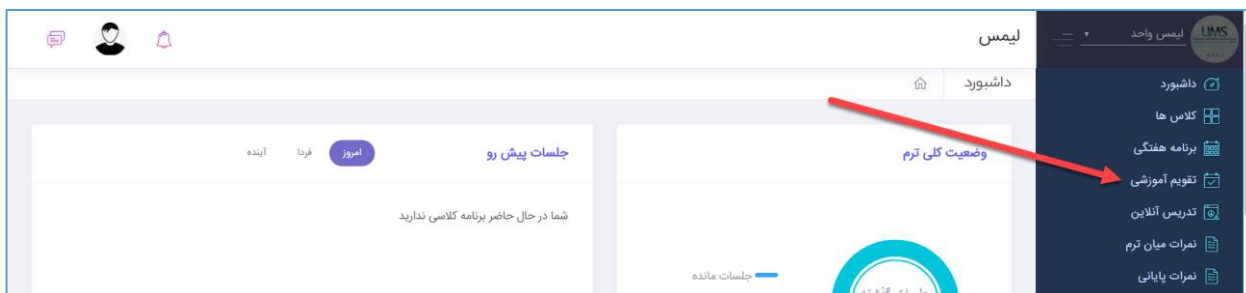 LIMS
لیمس واحد
لیمس
داشبورد
داشبورد
کلاس ها
برنامه هفتگی
تقویم آموزشی
تدریس آنلاین
نمرات میان ترم
نمرات پایانی
وضعیت کلی ترم
جلسات مانده
جلسات پیش رو
امروز
فردا
آینده
شما در حال حاضر برنامه کلاسی ندارید